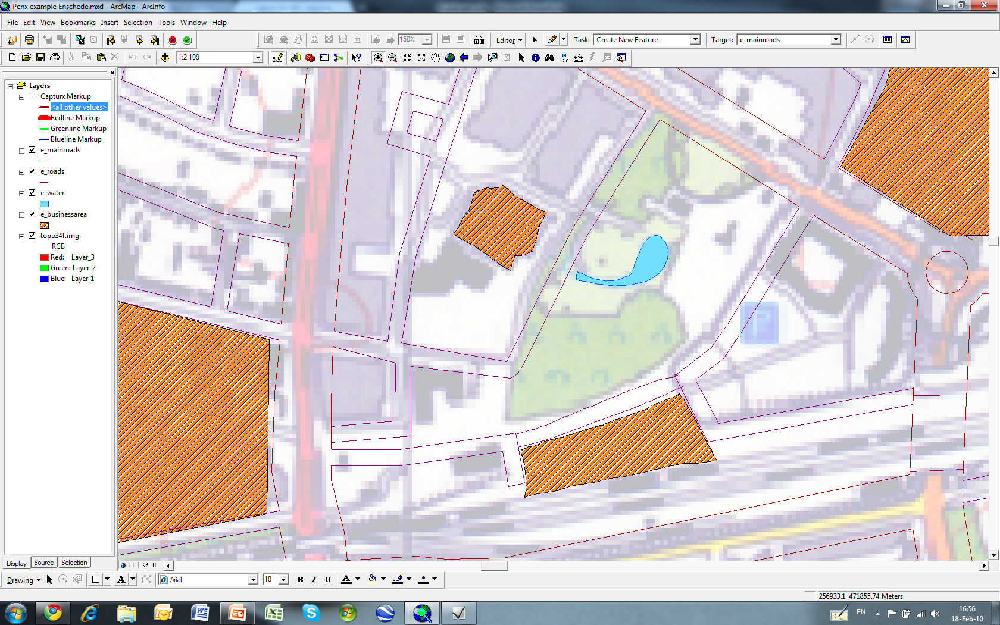 Penx example Enschede.mxd - ArcMap - ArcInfo
File Edit View Bookmarks Insert Selection Tools Window Help
150% Editor Task: Create New Feature Target: e_mainroads
1:2,109
Layers
Capturx Markup
<all other values>
Redline Markup
Greenline Markup
Blueline Markup
e_mainroads
e_roads
e_water
e_businessarea
topo34f.img
RGB
Red: Layer_3
Green: Layer_2
Blue: Layer_1
P
Display Source Selection
Drawing A Arial 10 B I U A
256933.1 471855.74 Meters
EN
16:56
18-Feb-10